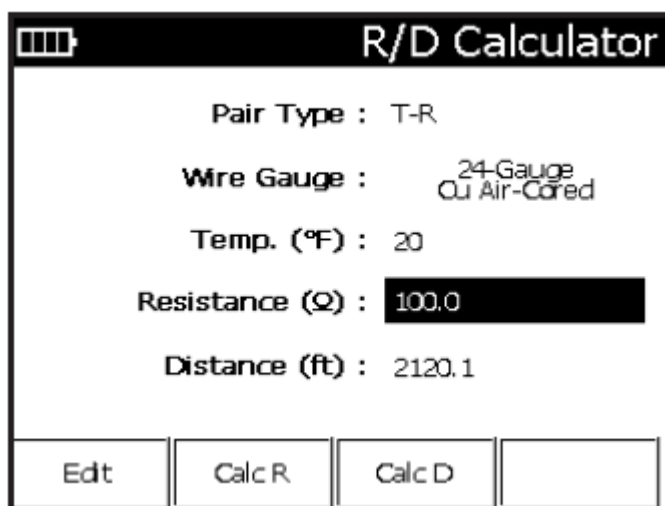 R/D Calculator
Pair Type : T-R
Wire Gauge : 24-Gauge
Cu Air-Cored
Temp. (°F) : 20
Resistance (Ω) : 100.0
Distance (ft) : 2120.1
Edit Calc R Calc D